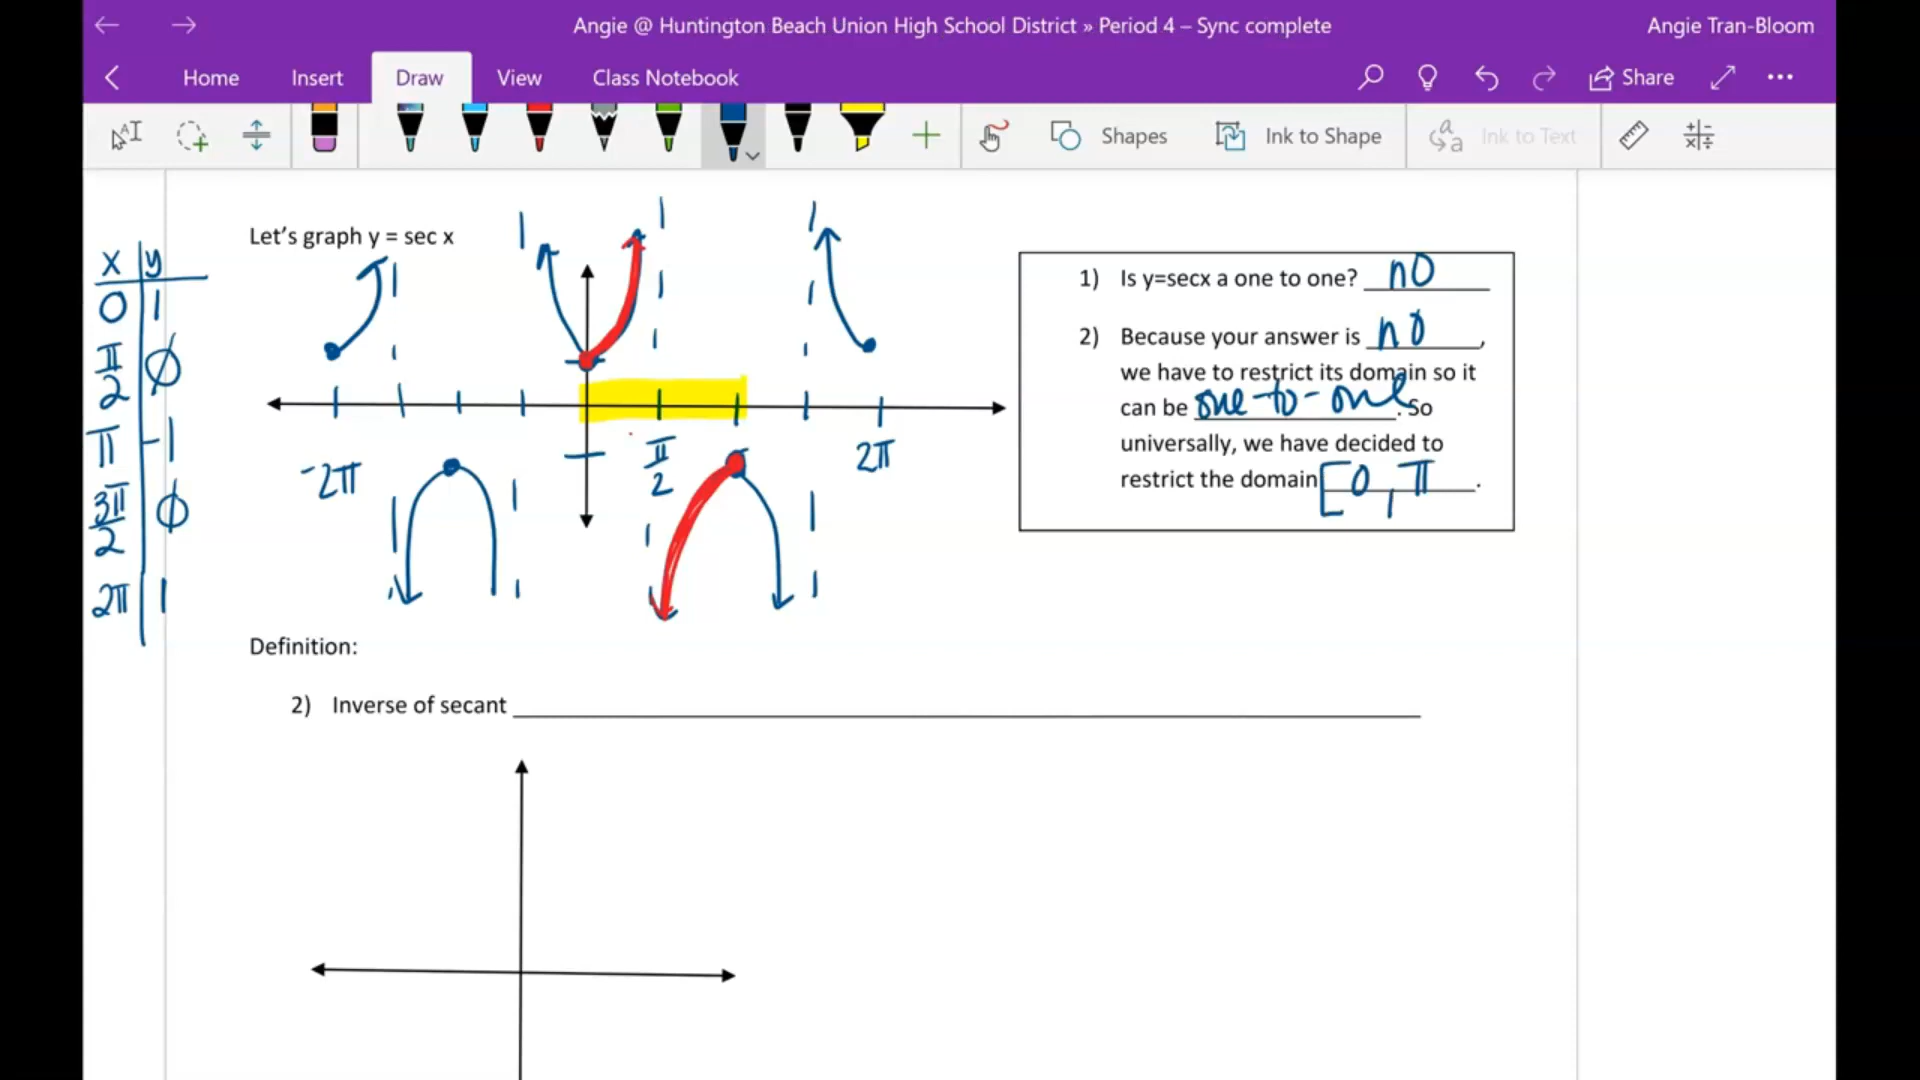 Angie @ Huntington Beach Union High School District » Period 4 – Sync complete
Angie Tran-Bloom
Home Insert Draw View Class Notebook Share
Shapes Ink to Shape Ink to Text
Let's graph y = sec x
x y
0 1
π/2 ∅
π -1
3π/2 ∅
2π 1
-2π π/2 2π
1) Is y=secx a one to one? no
2) Because your answer is no,
we have to restrict its domain so it
can be one-to-one. So
universally, we have decided to
restrict the domain [0, π.
Definition:
2) Inverse of secant